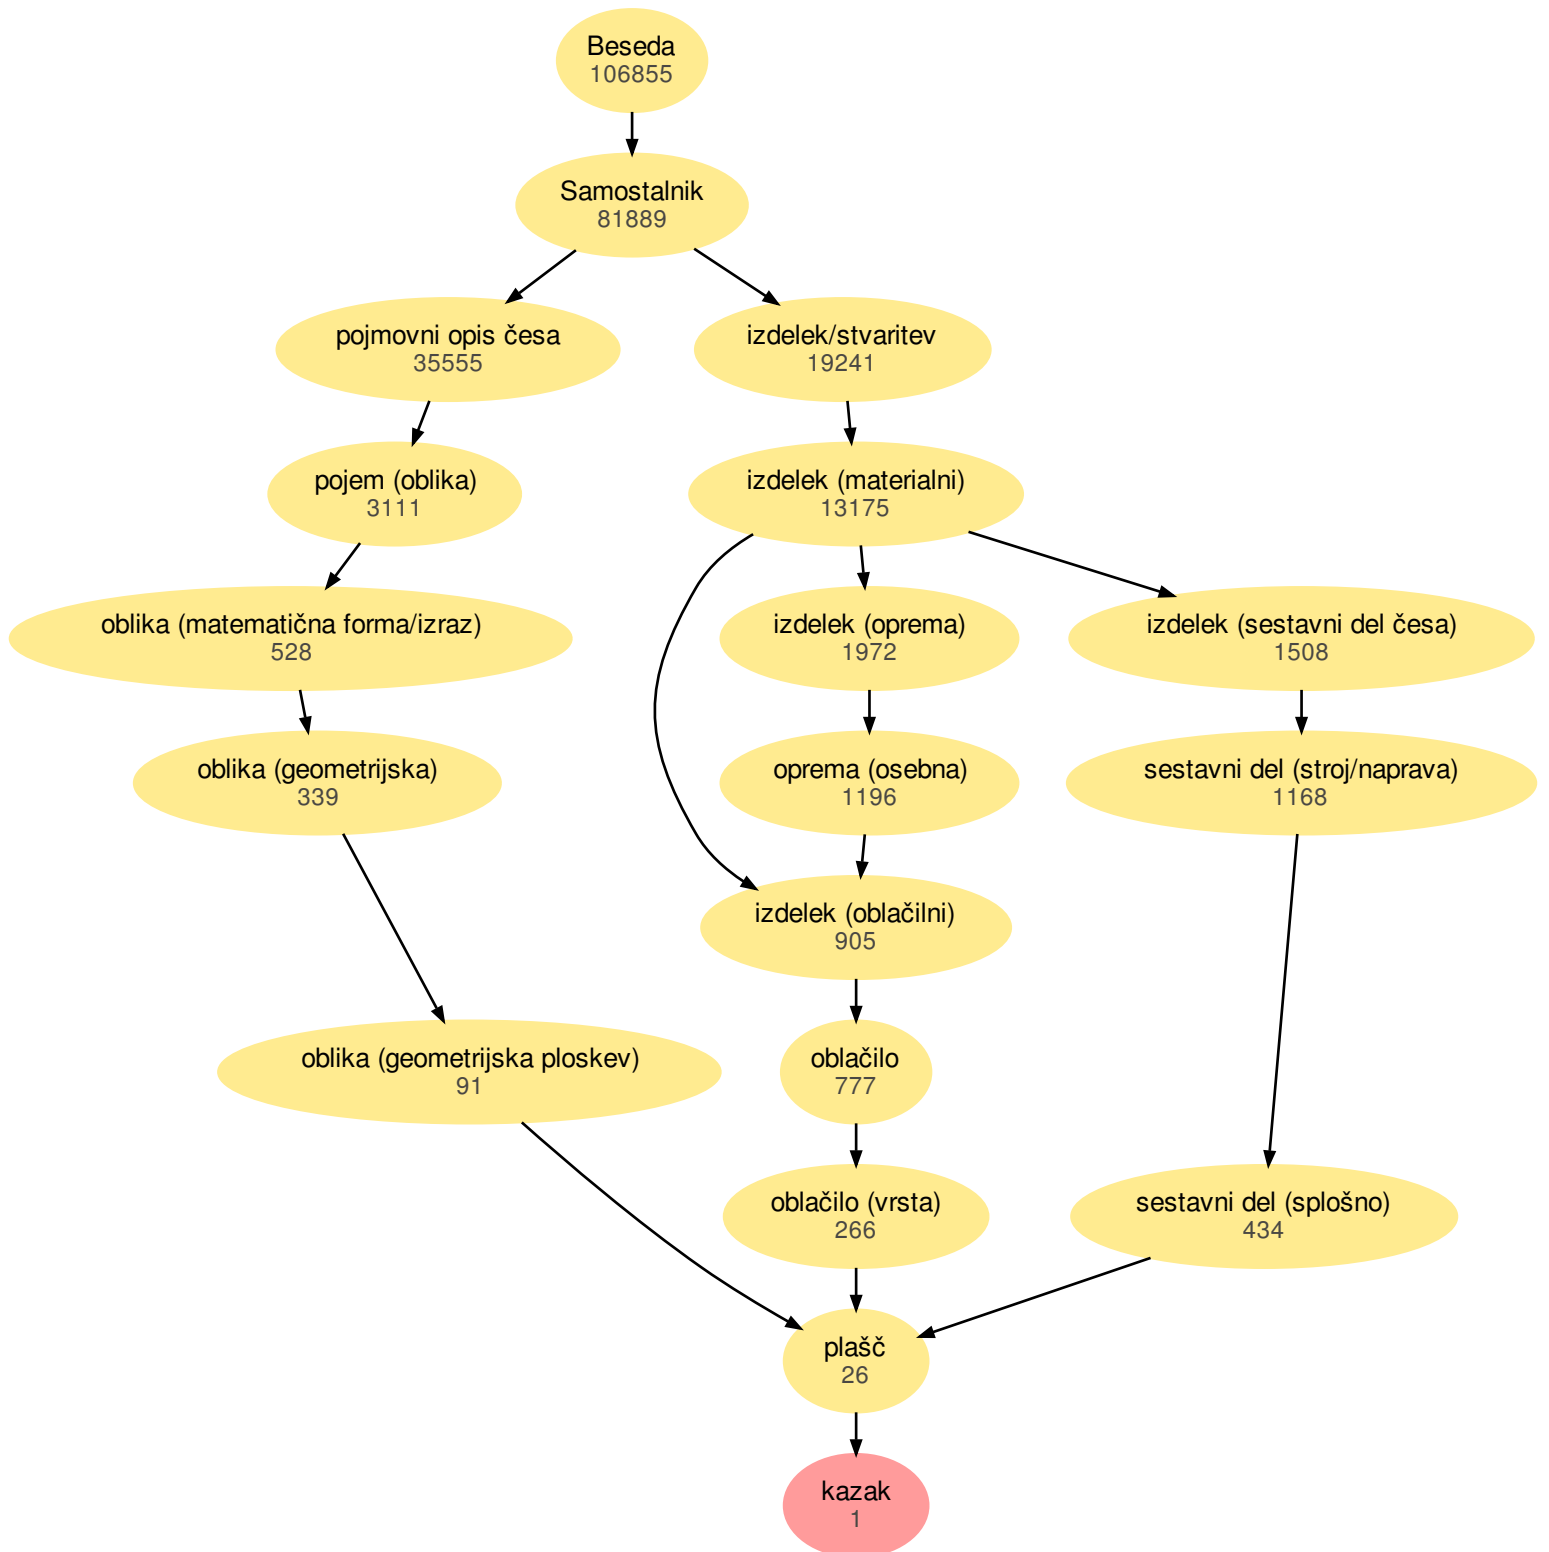 Beseda
106855
Samostalnik
81889
pojmovni opis česa
35555
izdelek/stvaritev
19241
pojem (oblika)
3111
izdelek (materialni)
13175
oblika (matematična forma/izraz)
528
izdelek (oprema)
1972
izdelek (sestavni del česa)
1508
oblika (geometrijska)
339
oprema (osebna)
1196
sestavni del (stroj/naprava)
1168
izdelek (oblačilni)
905
oblika (geometrijska ploskev)
91
oblačilo
777
oblačilo (vrsta)
266
sestavni del (splošno)
434
plašč
26
kazak
1